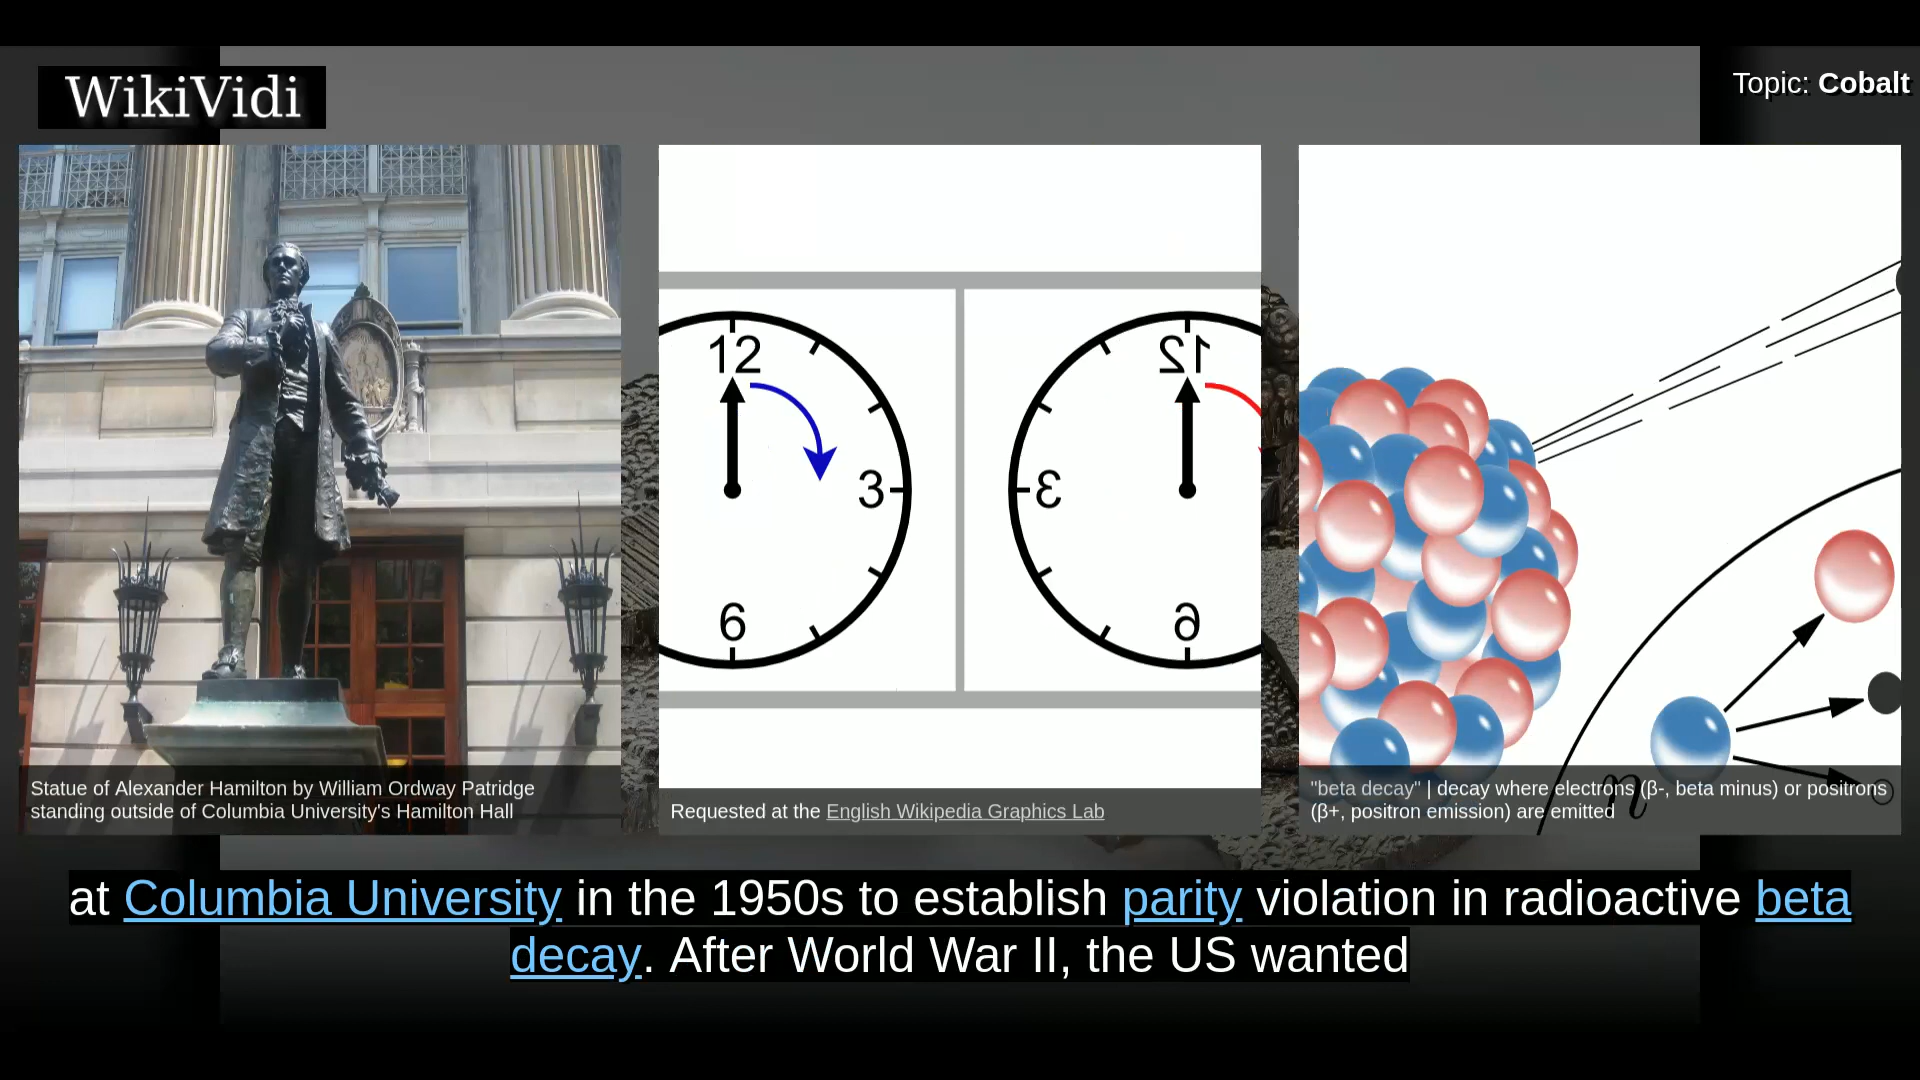 WikiVidi
Topic: Cobalt
12
3
6
12
3
6
n
Statue of Alexander Hamilton by William Ordway Patridge
standing outside of Columbia University's Hamilton Hall
Requested at the English Wikipedia Graphics Lab
"beta decay" | decay where electrons (β-, beta minus) or positrons
(β+, positron emission) are emitted
at Columbia University in the 1950s to establish parity violation in radioactive beta
decay. After World War II, the US wanted